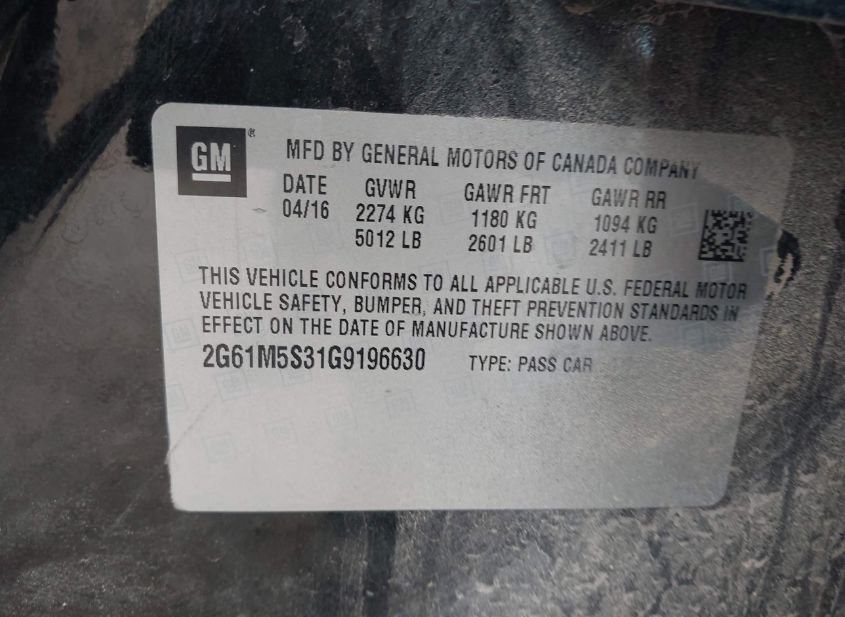 GM ® MFD BY GENERAL MOTORS OF CANADA COMPANY
DATE GVWR GAWR FRT GAWR RR
04/16 2274 KG 1180 KG 1094 KG
5012 LB 2601 LB 2411 LB
THIS VEHICLE CONFORMS TO ALL APPLICABLE U.S. FEDERAL MOTOR
VEHICLE SAFETY, BUMPER, AND THEFT PREVENTION STANDARDS IN
EFFECT ON THE DATE OF MANUFACTURE SHOWN ABOVE.
2G61M5S31G9196630 TYPE: PASS CAR